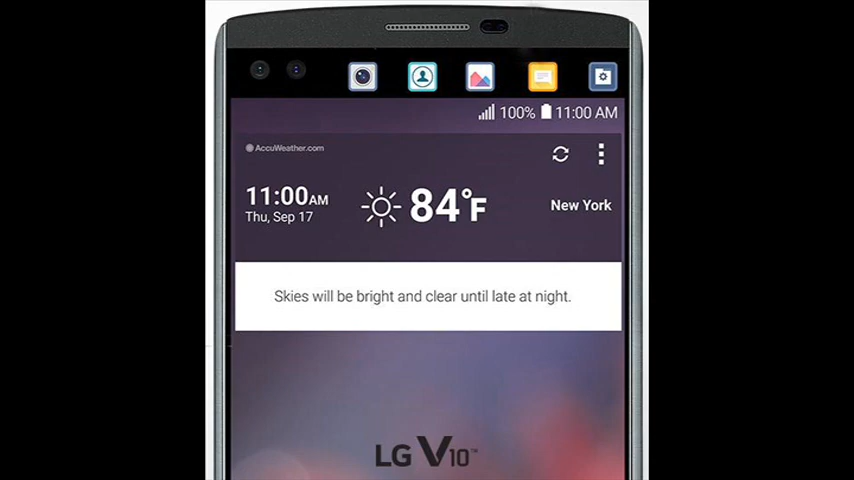 100% 11:00 AM
AccuWeather.com
11:00AM 84°F New York
Thu, Sep 17
Skies will be bright and clear until late at night.
LG V10™